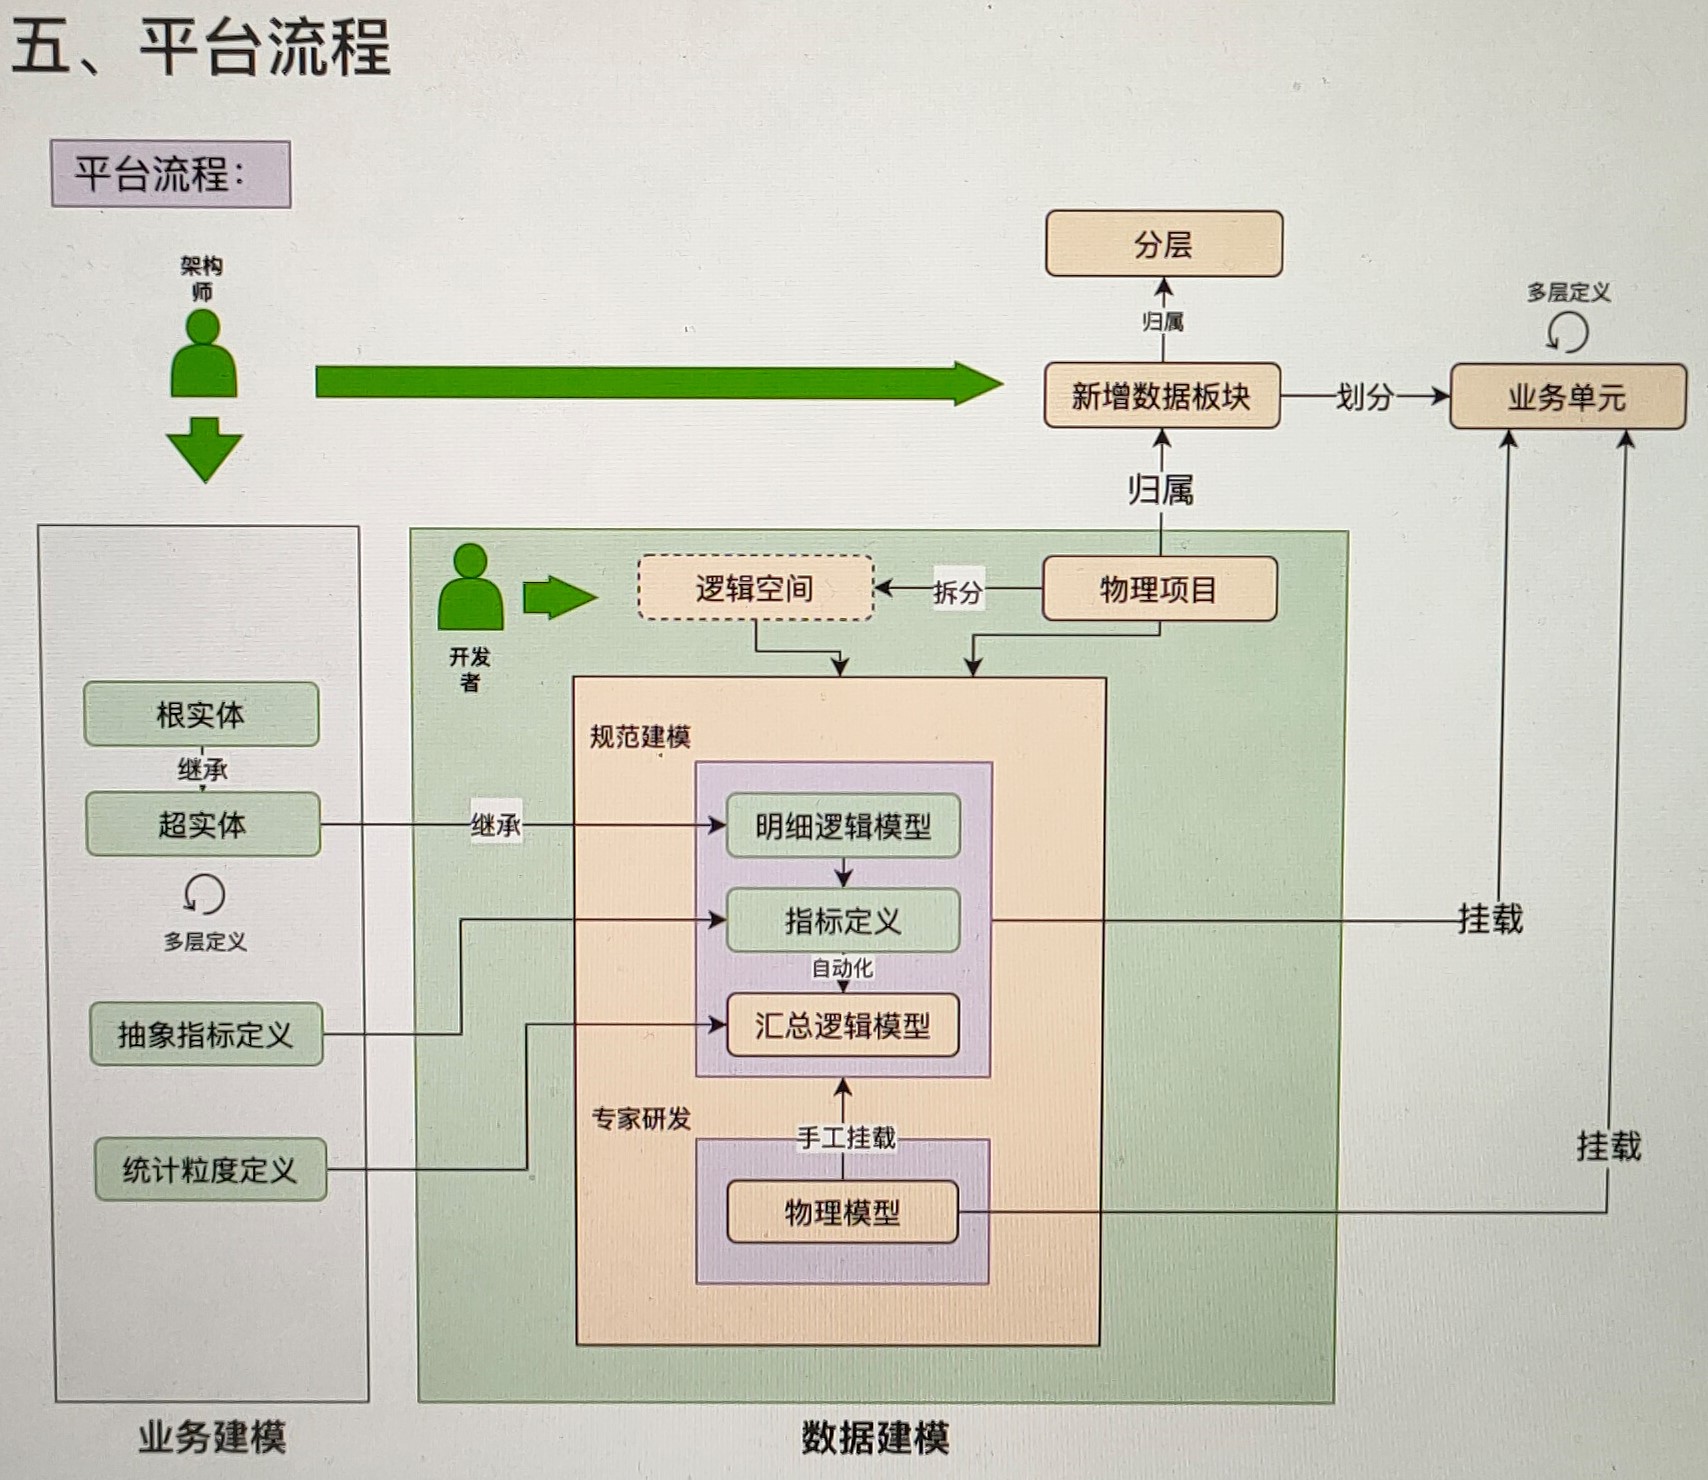 五、平台流程
平台流程：
架构
师
分层
归属
多层定义
新增数据板块
划分
业务单元
归属
开发
者
逻辑空间
拆分
物理项目
规范建模
根实体
继承
超实体
继承
明细逻辑模型
多层定义
指标定义
挂载
自动化
抽象指标定义
汇总逻辑模型
专家研发
手工挂载
挂载
统计粒度定义
物理模型
业务建模
数据建模